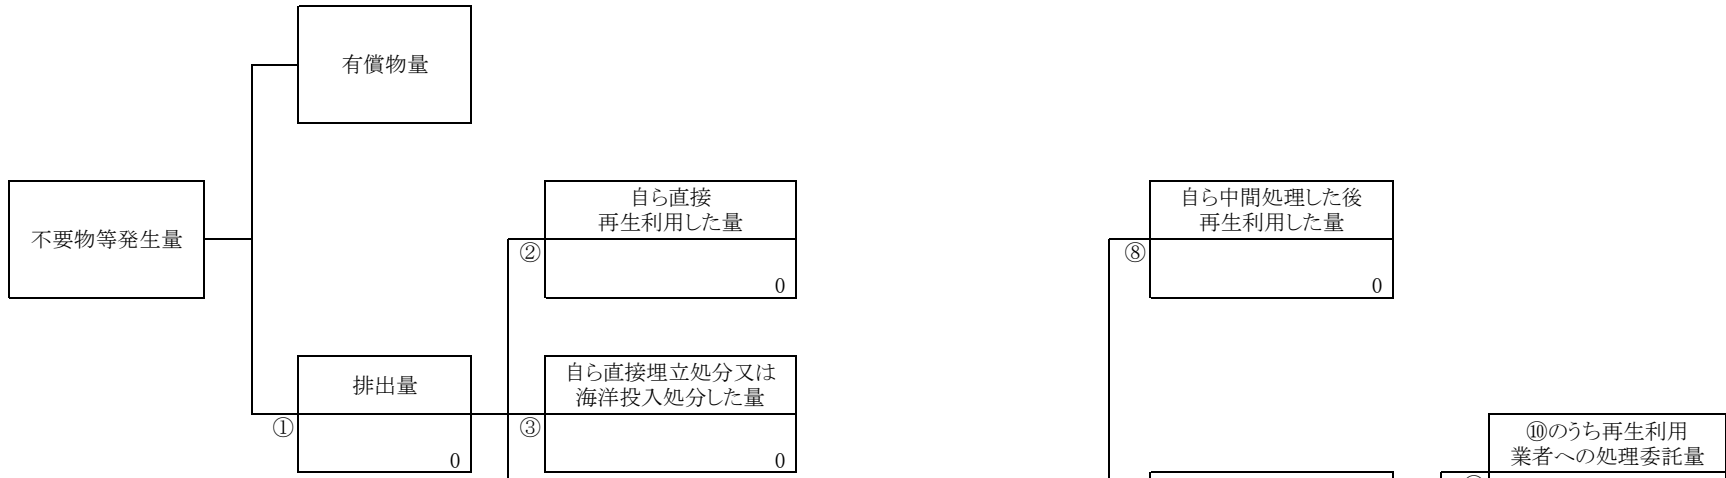 有償物量
不要物等発生量
自ら直接
再生利用した量
②
0
自ら中間処理した後
再生利用した量
⑧
0
排出量
①
0
自ら直接埋立処分又は
海洋投入処分した量
③
0
⑩のうち再生利用
業者への処理委託量